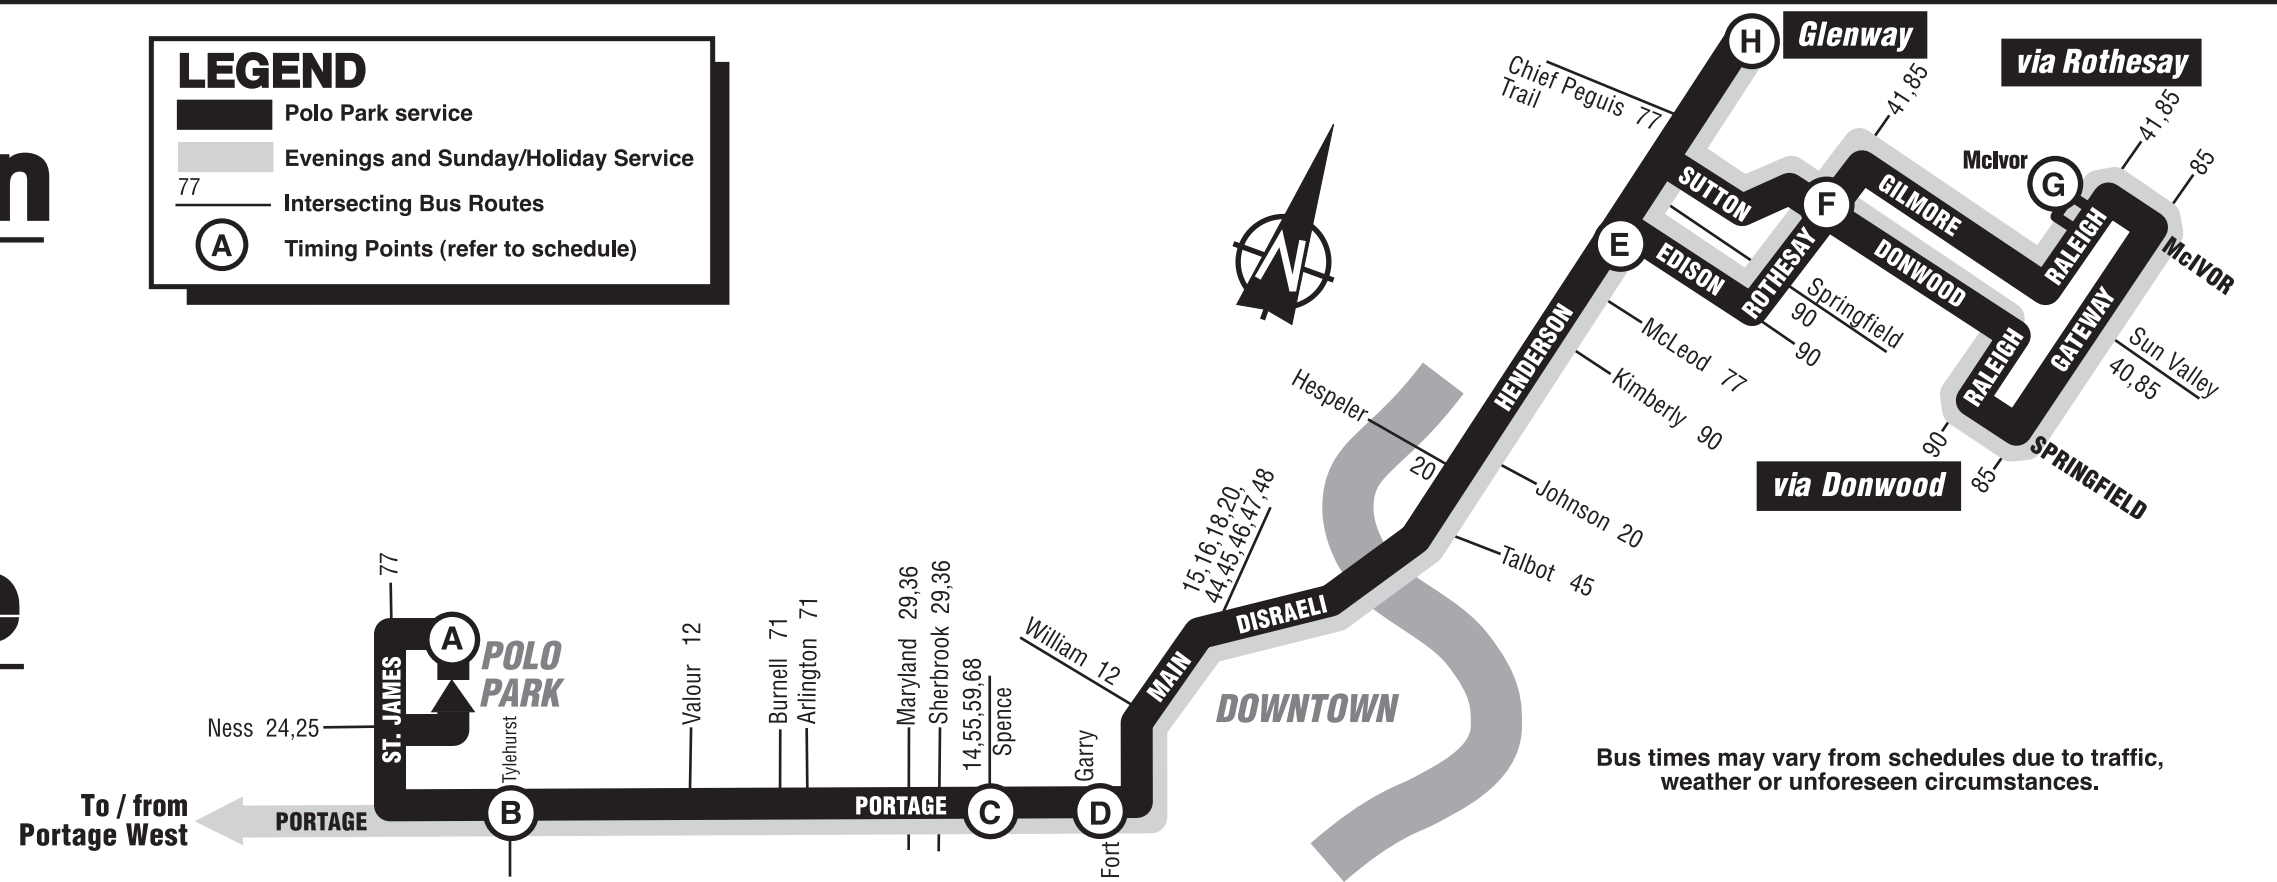 n
e
LEGEND
Polo Park service
Evenings and Sunday/Holiday Service
77
Intersecting Bus Routes
A
Timing Points (refer to schedule)
H
Glenway
via Rothesay
Chief Peguis 77
Trail
41,85
41,85
85
McIvor
G
SUTTON
F
GILMORE
RALEIGH
McIVOR
E
EDISON
ROTHESAY
DONWOOD
GATEWAY
RALEIGH
Springfield
90
90
Sun Valley
40,85
McLeod 77
Kimberly 90
HENDERSON
90
85
SPRINGFIELD
via Donwood
Hespeler
20
Johnson 20
Talbot 45
15,16,18,20,
44,45,46,47,48
DISRAELI
William 12
MAIN
DOWNTOWN
77
A
POLO
PARK
ST. JAMES
Ness 24,25
Tylehurst
Valour 12
Burnell 71
Arlington 71
Maryland 29,36
Sherbrook 29,36
14,55,59,68
Spence
Garry
To / from
Portage West
PORTAGE
B
PORTAGE
C
D
Fort
Bus times may vary from schedules due to traffic,
weather or unforeseen circumstances.
N